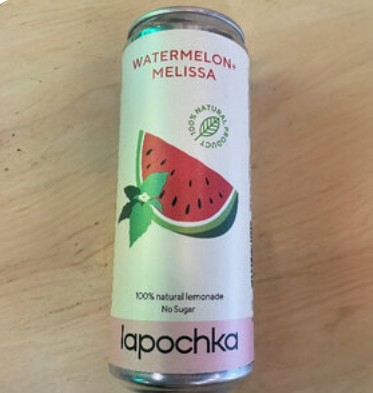 WATERMELON+
MELISSA
100% NATURAL PRODUCT
100% natural lemonade
No Sugar
lapochka